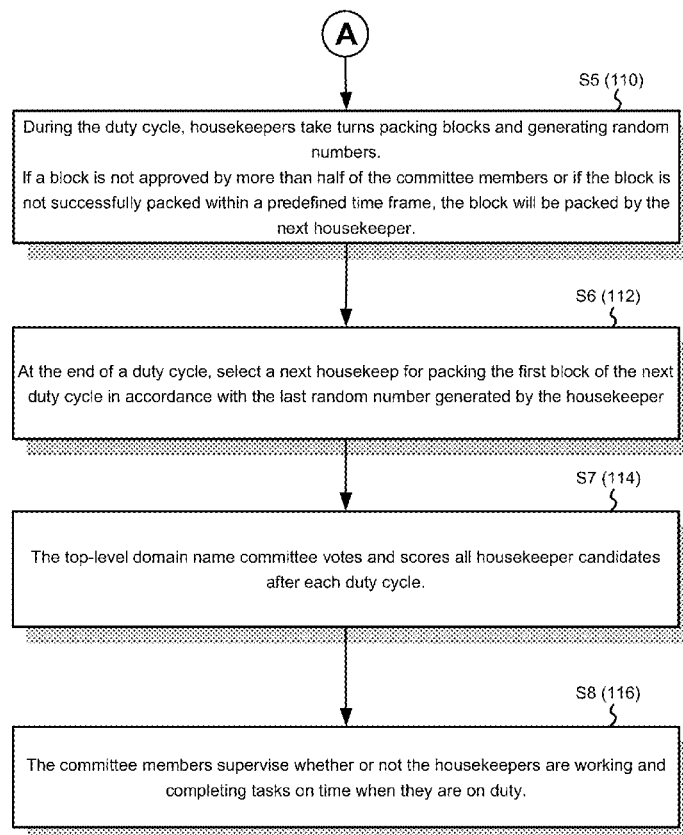 A
S5 (110)
During the duty cycle, housekeepers take turns packing blocks and generating random
numbers.
If a block is not approved by more than half of the committee members or if the block is
not successfully packed within a predefined time frame, the block will be packed by the
next housekeeper.
S6 (112)
At the end of a duty cycle, select a next housekeep for packing the first block of the next
duty cycle in accordance with the last random number generated by the housekeeper
S7 (114)
The top-level domain name committee votes and scores all housekeeper candidates
after each duty cycle.
S8 (116)
The committee members supervise whether or not the housekeepers are working and
completing tasks on time when they are on duty.